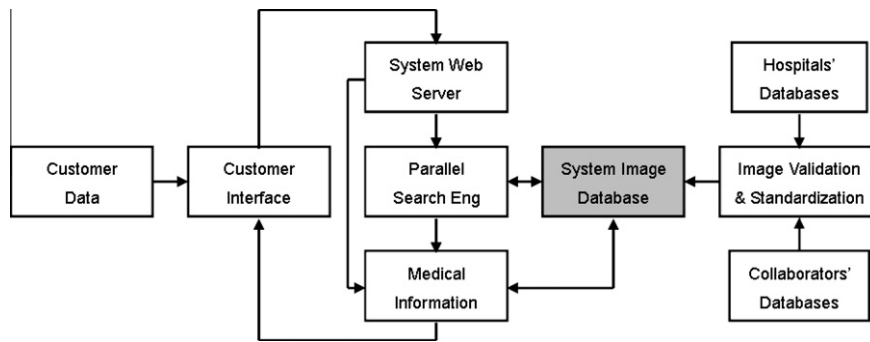 System Web
Server
Hospitals'
Databases
Customer
Data
Customer
Interface
Parallel
Search Eng
System Image
Database
Image Validation
& Standardization
Medical
Information
Collaborators'
Databases